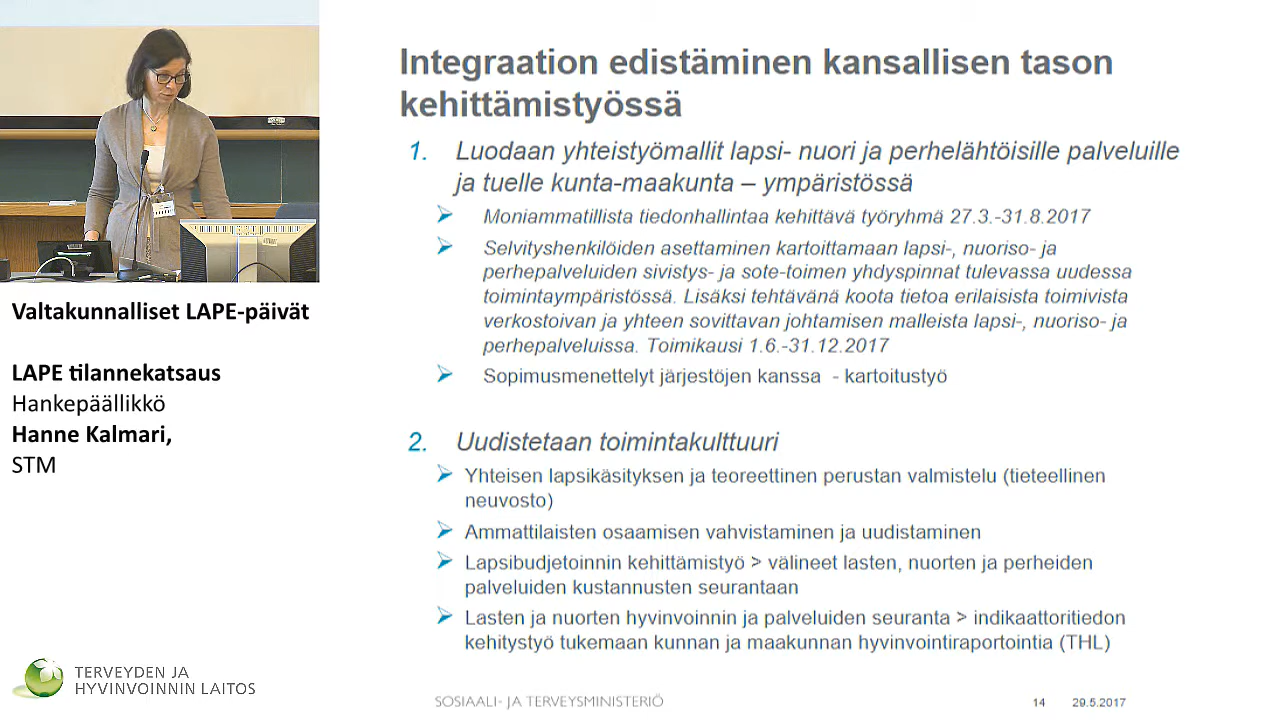 Integraation edistäminen kansallisen tason
kehittämistyössä
1. Luodaan yhteistyömallit lapsi- nuori ja perhelähtöisille palveluille
ja tuelle kunta-maakunta – ympäristössä
Moniammatillista tiedonhallintaa kehittävä työryhmä 27.3.-31.8.2017
Selvityshenkilöiden asettaminen kartoittamaan lapsi-, nuoriso- ja
perhepalveluiden sivistys- ja sote-toimen yhdyspinnat tulevassa uudessa
toimintaympäristössä. Lisäksi tehtävänä koota tietoa erilaisista toimivista
verkostoivan ja yhteen sovittavan johtamisen malleista lapsi-, nuoriso- ja
perhepalveluissa. Toimikausi 1.6.-31.12.2017
Sopimusmenettelyt järjestöjen kanssa - kartoitustyö
2. Uudistetaan toimintakulttuuri
Yhteisen lapsikäsityksen ja teoreettinen perustan valmistelu (tieteellinen
neuvosto)
Ammattilaisten osaamisen vahvistaminen ja uudistaminen
Lapsibudjetoinnin kehittämistyö > välineet lasten, nuorten ja perheiden
palveluiden kustannusten seurantaan
Lasten ja nuorten hyvinvoinnin ja palveluiden seuranta > indikaattoritiedon
kehitystyö tukemaan kunnan ja maakunnan hyvinvointiraportointia (THL)
SOSIAALI- JA TERVEYSMINISTERIÖ
14 29.5.2017
Valtakunnalliset LAPE-päivät
LAPE tilannekatsaus
Hankepäällikkö
Hanne Kalmari,
STM
TERVEYDEN JA
HYVINVOINNIN LAITOS